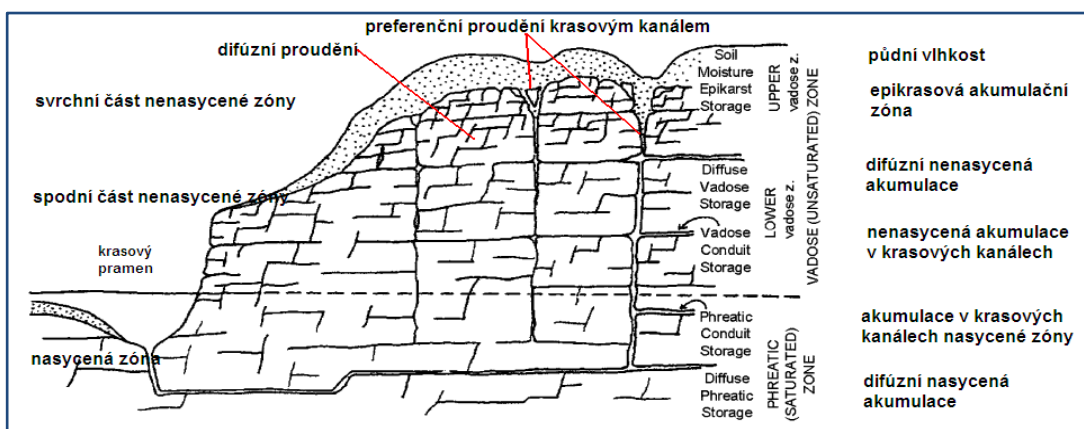 preferenční proudění krasovým kanálem
difúzní proudění
svrchní část nenasycené zóny
spodní část nenasycené zóny
krasový
pramen
nasycená zóna
Soil
Moisture
Epikarst
Storage
Diffuse
Vadose
Storage
Vadose
Conduit
Storage
Phreatic
Conduit
Storage
Diffuse
Phreatic
Storage
UPPER
vadose z.
LOWER
vadose z.
VADOSE (UNSATURATED) ZONE
PHREATIC
(SATURATED)
ZONE
půdní vlhkost
epikrasová akumulační
zóna
difúzní nenasycená
akumulace
nenasycená akumulace
v krasových kanálech
akumulace v krasových
kanálech nasycené zóny
difúzní nasycená
akumulace